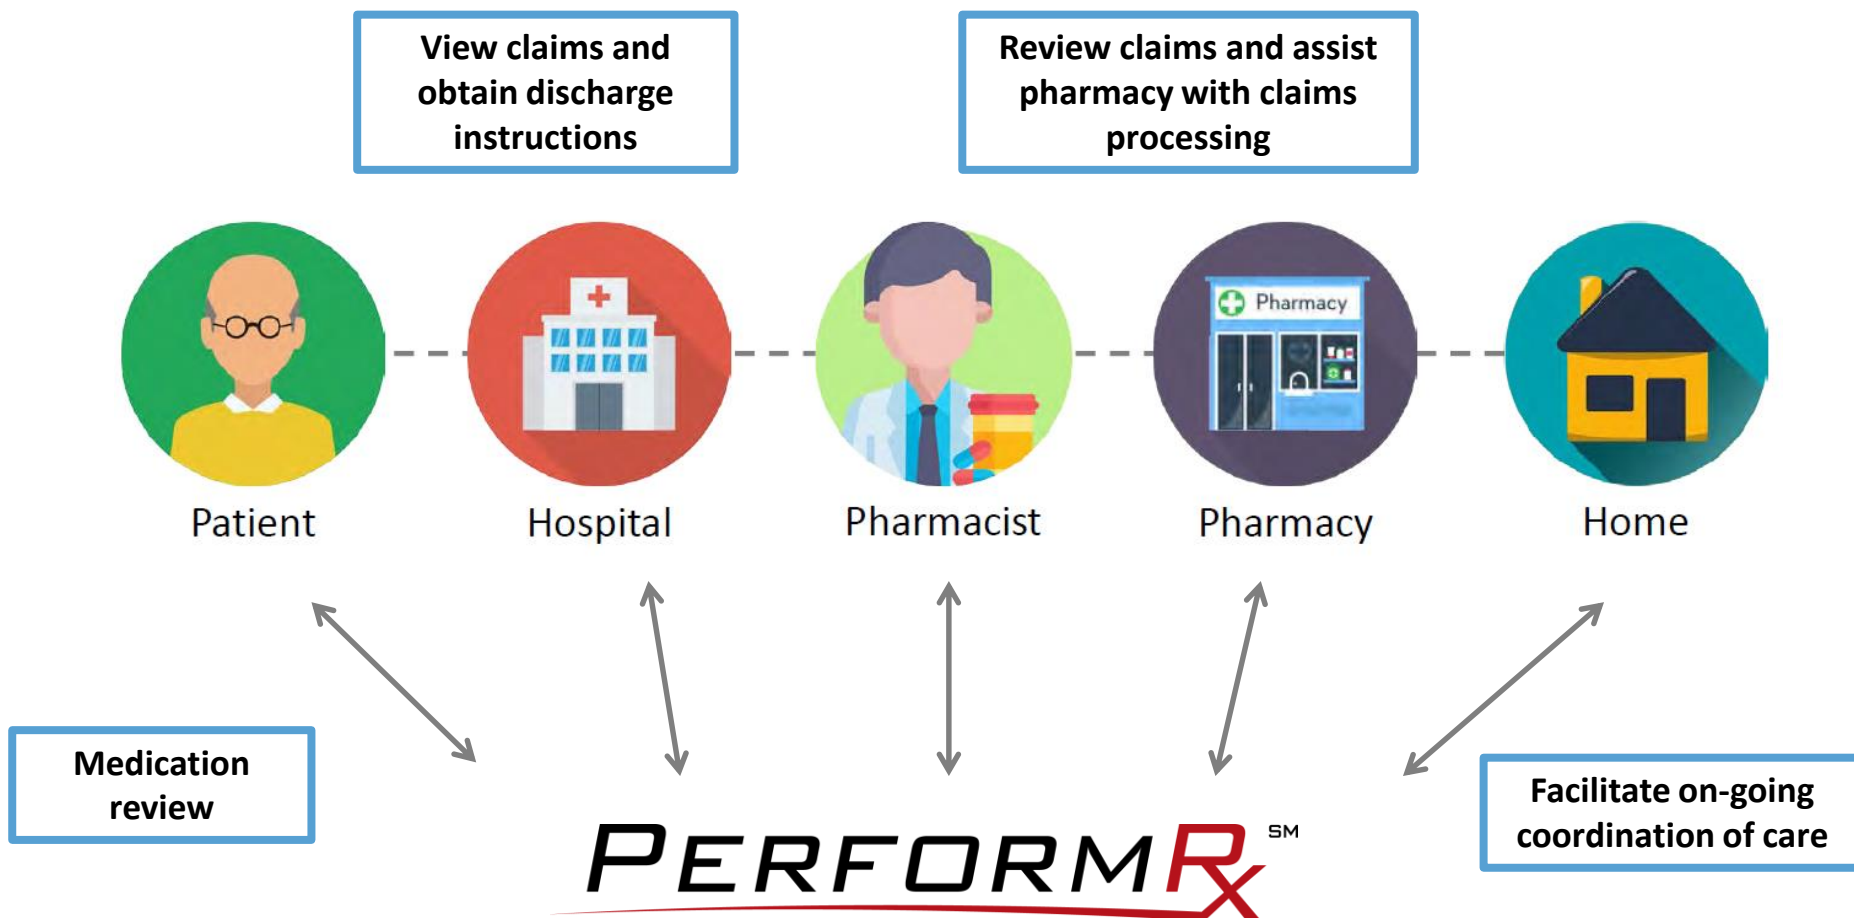 View claims and
obtain discharge
instructions
Review claims and assist
pharmacy with claims
processing
Pharmacy
Patient
Hospital
Pharmacist
Pharmacy
Home
Medication
review
Facilitate on-going
coordination of care
PERFORMRx SM